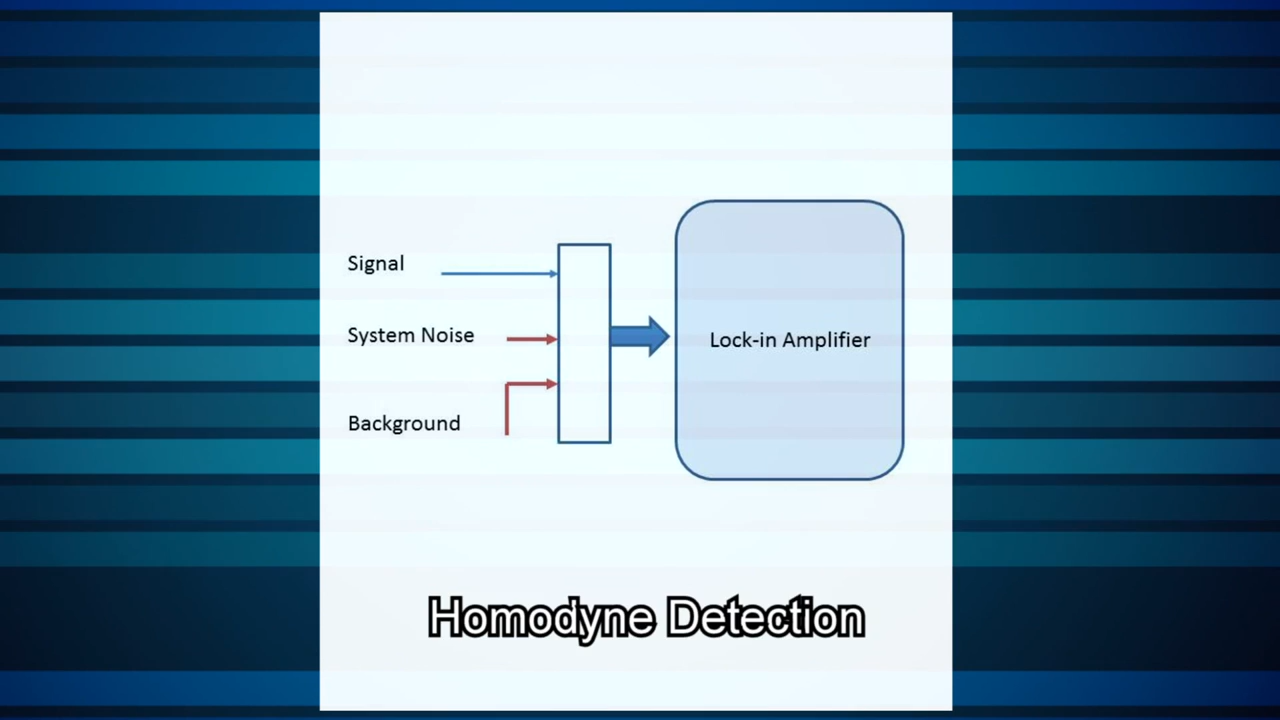 Signal
System Noise
Lock-in Amplifier
Background
Homodyne Detection